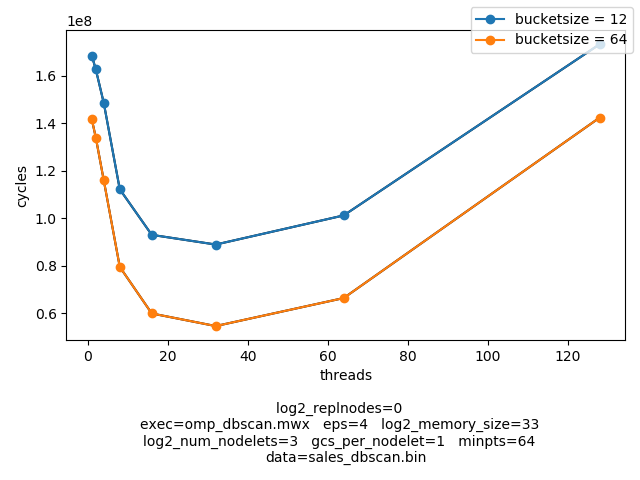 1e8
bucketsize = 12
bucketsize = 64
1.6
1.4
1.2
1.0
0.8
0.6
cycles
0 20 40 60 80 100 120
threads
log2_replnodes=0
exec=omp_dbscan.mwx eps=4 log2_memory_size=33
log2_num_nodelets=3 gcs_per_nodelet=1 minpts=64
data=sales_dbscan.bin